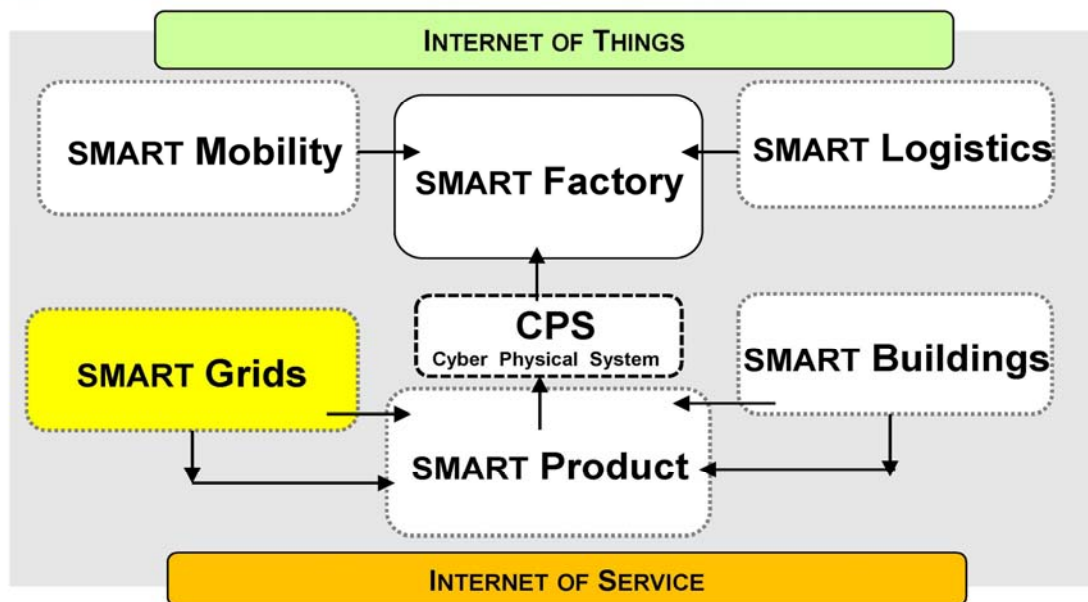 INTERNET OF THINGS
SMART Mobility
SMART Factory
SMART Logistics
SMART Grids
CPS
Cyber Physical System
SMART Buildings
SMART Product
INTERNET OF SERVICE